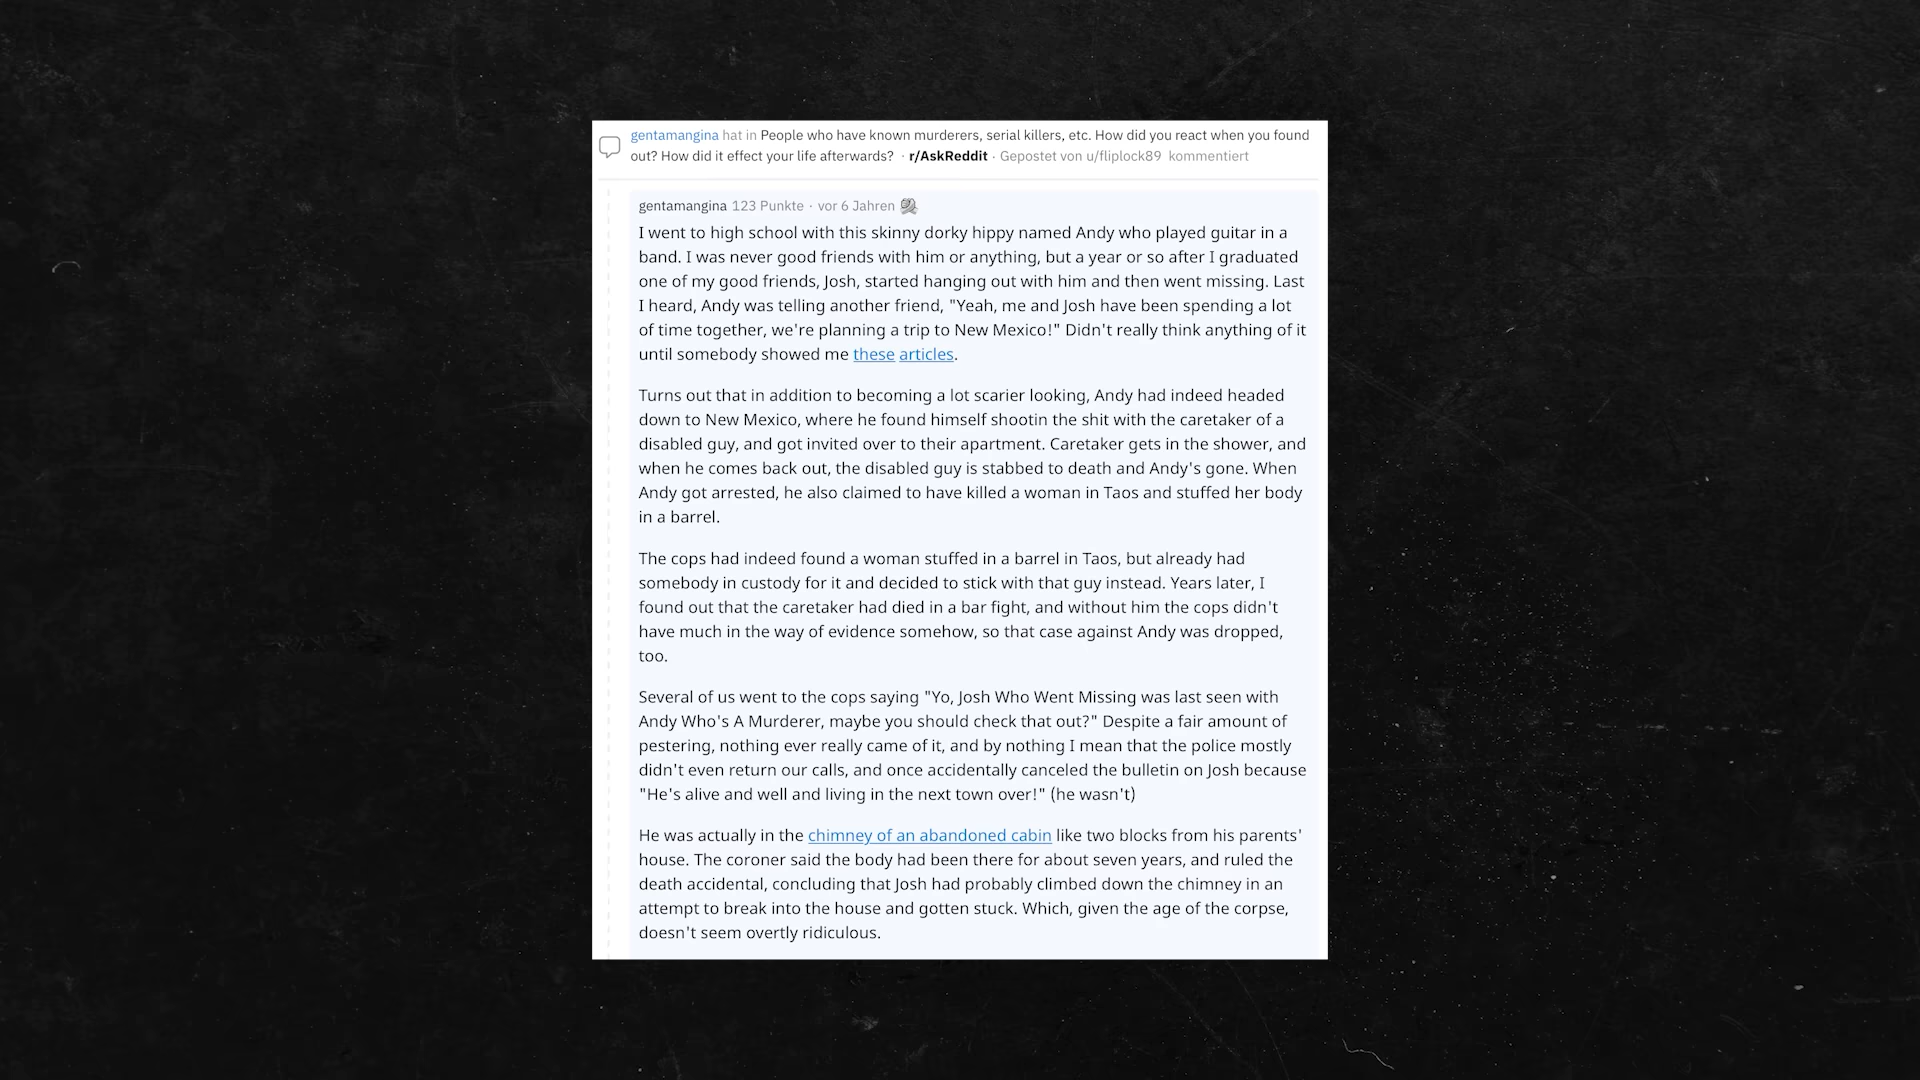 gentamangina hat in People who have known murderers, serial killers, etc. How did you react when you found
out? How did it effect your life afterwards? · r/AskReddit · Gepostet von u/fliplock89 kommentiert
gentamangina 123 Punkte · vor 6 Jahren
I went to high school with this skinny dorky hippy named Andy who played guitar in a
band. I was never good friends with him or anything, but a year or so after I graduated
one of my good friends, Josh, started hanging out with him and then went missing. Last
I heard, Andy was telling another friend, "Yeah, me and Josh have been spending a lot
of time together, we're planning a trip to New Mexico!" Didn't really think anything of it
until somebody showed me these articles.
Turns out that in addition to becoming a lot scarier looking, Andy had indeed headed
down to New Mexico, where he found himself shootin the shit with the caretaker of a
disabled guy, and got invited over to their apartment. Caretaker gets in the shower, and
when he comes back out, the disabled guy is stabbed to death and Andy's gone. When
Andy got arrested, he also claimed to have killed a woman in Taos and stuffed her body
in a barrel.
The cops had indeed found a woman stuffed in a barrel in Taos, but already had
somebody in custody for it and decided to stick with that guy instead. Years later, I
found out that the caretaker had died in a bar fight, and without him the cops didn't
have much in the way of evidence somehow, so that case against Andy was dropped,
too.
Several of us went to the cops saying "Yo, Josh Who Went Missing was last seen with
Andy Who's A Murderer, maybe you should check that out?" Despite a fair amount of
pestering, nothing ever really came of it, and by nothing I mean that the police mostly
didn't even return our calls, and once accidentally canceled the bulletin on Josh because
"He's alive and well and living in the next town over!" (he wasn't)
He was actually in the chimney of an abandoned cabin like two blocks from his parents'
house. The coroner said the body had been there for about seven years, and ruled the
death accidental, concluding that Josh had probably climbed down the chimney in an
attempt to break into the house and gotten stuck. Which, given the age of the corpse,
doesn't seem overtly ridiculous.